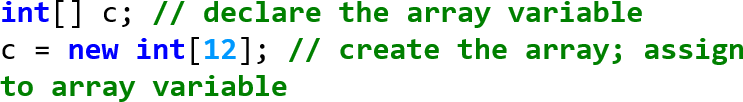 int[] c; // declare the array variable
c = new int[12]; // create the array; assign
to array variable